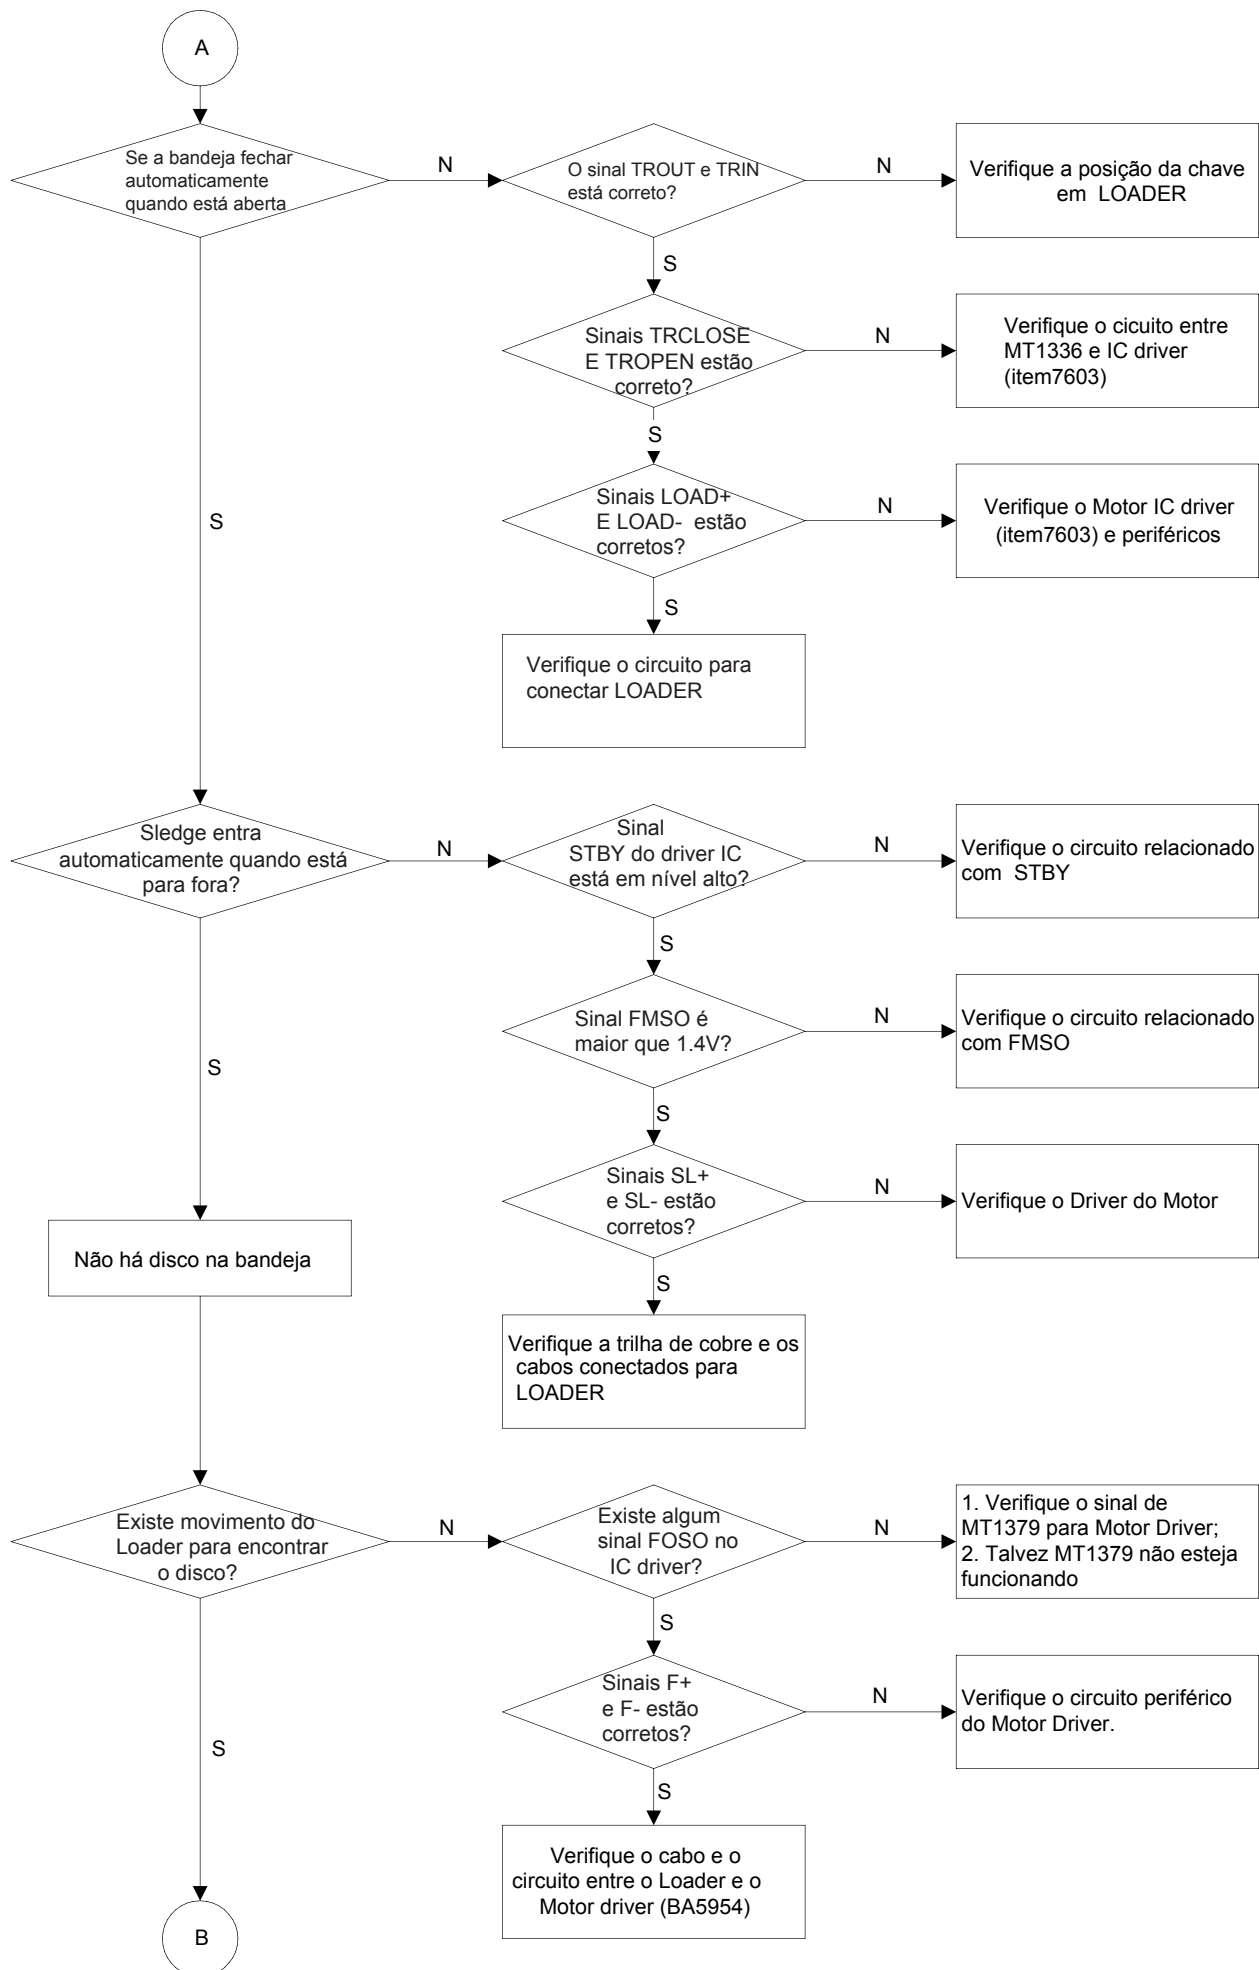 A
Se a bandeja fechar
automaticamente
quando está aberta
N
O sinal TROUT e TRIN
está correto?
N
Verifique a posição da chave
em LOADER
S
Sinais TRCLOSE
E TROPEN estão
correto?
N
Verifique o cicuito entre
MT1336 e IC driver
(item7603)
S
Sinais LOAD+
E LOAD- estão
corretos?
N
Verifique o Motor IC driver
(item7603) e periféricos
S
S
Verifique o circuito para
conectar LOADER
Sledge entra
automaticamente quando está
para fora?
N
Sinal
STBY do driver IC
está em nível alto?
N
Verifique o circuito relacionado
com STBY
S
Sinal FMSO é
maior que 1.4V?
N
Verifique o circuito relacionado
com FMSO
S
S
Sinais SL+
e SL- estão
corretos?
N
Verifique o Driver do Motor
Não há disco na bandeja
S
Verifique a trilha de cobre e os
cabos conectados para
LOADER
Existe movimento do
Loader para encontrar
o disco?
N
Existe algum
sinal FOSO no
IC driver?
N
1. Verifique o sinal de
MT1379 para Motor Driver;
2. Talvez MT1379 não esteja
funcionando
S
Sinais F+
e F- estão
corretos?
N
Verifique o circuito periférico
do Motor Driver.
S
S
Verifique o cabo e o
circuito entre o Loader e o
Motor driver (BA5954)
B